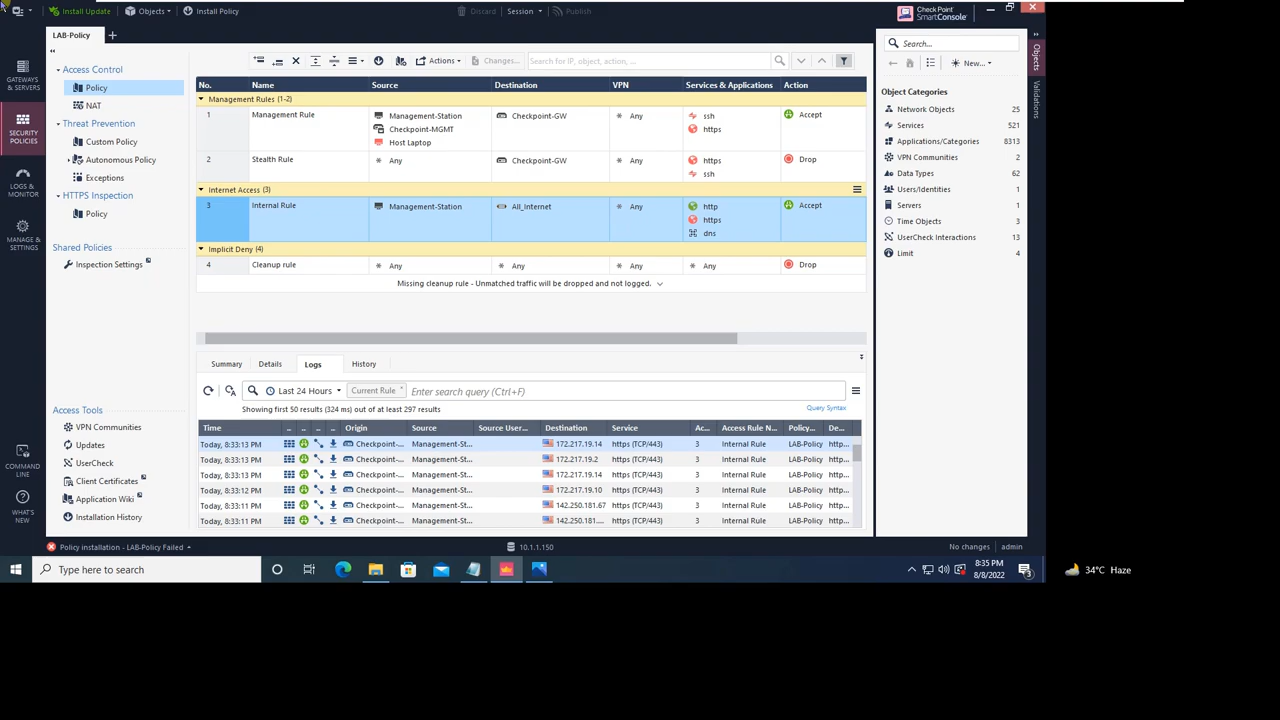 Install Update
Objects
Install Policy
Discard
Session
Publish
Check Point
SmartConsole
LAB-Policy
GATEWAYS
& SERVERS
SECURITY
POLICIES
LOGS &
MONITOR
MANAGE &
SETTINGS
COMMAND
LINE
WHAT'S
NEW
Access Control
Policy
NAT
Threat Prevention
Custom Policy
Autonomous Policy
Exceptions
HTTPS Inspection
Policy
Shared Policies
Inspection Settings
Access Tools
VPN Communities
Updates
UserCheck
Client Certificates
Application Wiki
Installation History
Actions
Changes...
Search for IP, object, action, ...
No. Name Source Destination VPN Services & Applications Action
Management Rules (1-2)
1 Management Rule Management-Station Checkpoint-GW Any ssh Accept
Checkpoint-MGMT https
Host Laptop
2 Stealth Rule Any Checkpoint-GW Any https Drop
ssh
Internet Access (3)
3 Internal Rule Management-Station All_Internet Any http Accept
https
dns
Implicit Deny (4)
4 Cleanup rule Any Any Any Any Drop
Missing cleanup rule - Unmatched traffic will be dropped and not logged.
Summary Details Logs History
Last 24 Hours Current Rule Enter search query (Ctrl+F)
Showing first 50 results (324 ms) out of at least 297 results Query Syntax
Time .. .. .. .. Origin Source Source User... Destination Service Ac... Access Rule N... Policy... De...
Today, 8:33:13 PM Checkpoint-... Management-St... 172.217.19.14 https (TCP/443) 3 Internal Rule LAB-Policy http...
Today, 8:33:13 PM Checkpoint-... Management-St... 172.217.19.2 https (TCP/443) 3 Internal Rule LAB-Policy http...
Today, 8:33:13 PM Checkpoint-... Management-St... 172.217.19.14 https (TCP/443) 3 Internal Rule LAB-Policy http...
Today, 8:33:12 PM Checkpoint-... Management-St... 172.217.19.10 https (TCP/443) 3 Internal Rule LAB-Policy http...
Today, 8:33:11 PM Checkpoint-... Management-St... 142.250.181.67 https (TCP/443) 3 Internal Rule LAB-Policy http...
Today, 8:33:11 PM Checkpoint-... Management-St... 142.250.181.... https (TCP/443) 3 Internal Rule LAB-Policy http...
Search...
New...
Object Categories
Network Objects 25
Services 521
Applications/Categories 8313
VPN Communities 2
Data Types 62
Users/Identities 1
Servers 1
Time Objects 3
UserCheck Interactions 13
Limit 4
Objects
Validations
Policy installation - LAB-Policy Failed
10.1.1.150
No changes
admin
Type here to search
8:35 PM
8/8/2022
3
34°C Haze